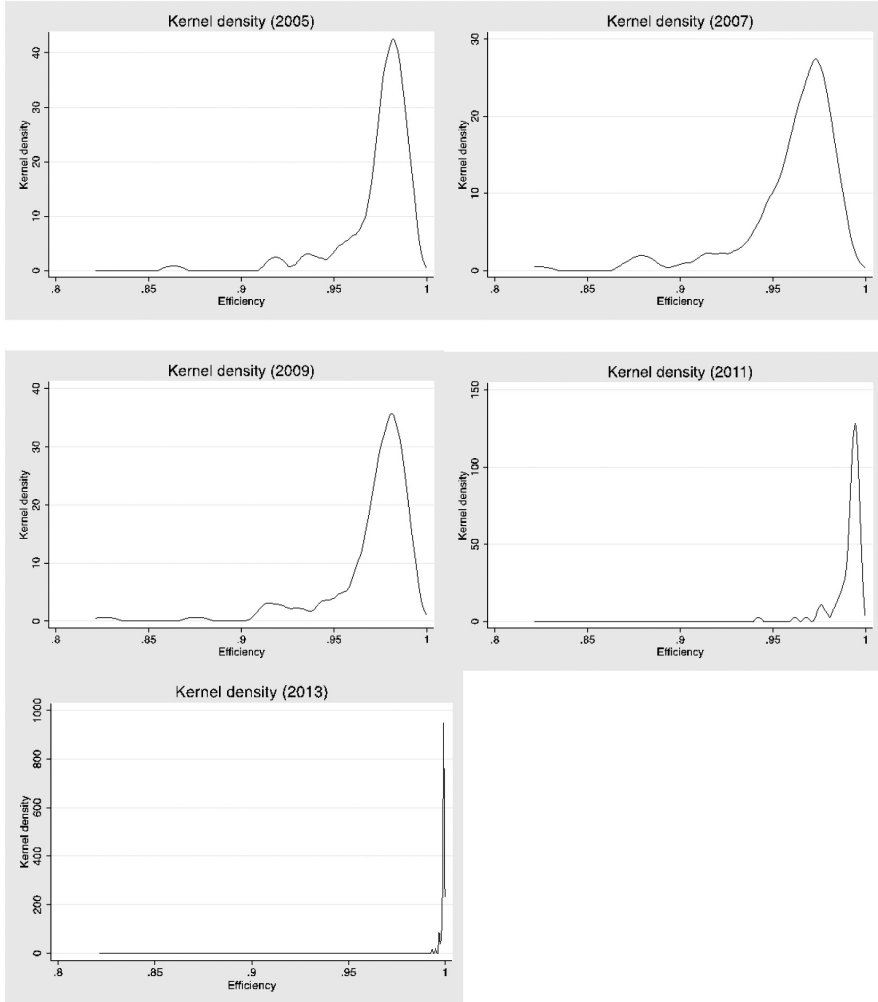 Kernel density (2005)
Kernel density
40
30
20
10
0
.8 .85 .9 .95 1
Efficiency
Kernel density (2007)
Kernel density
30
20
10
0
.8 .85 .9 .95 1
Efficiency
Kernel density (2009)
Kernel density
40
30
20
10
0
.8 .85 .9 .95 1
Efficiency
Kernel density (2011)
Kernel density
150
100
50
0
.8 .85 .9 .95 1
Efficiency
Kernel density (2013)
Kernel density
1000
800
600
400
200
0
.8 .85 .9 .95 1
Efficiency